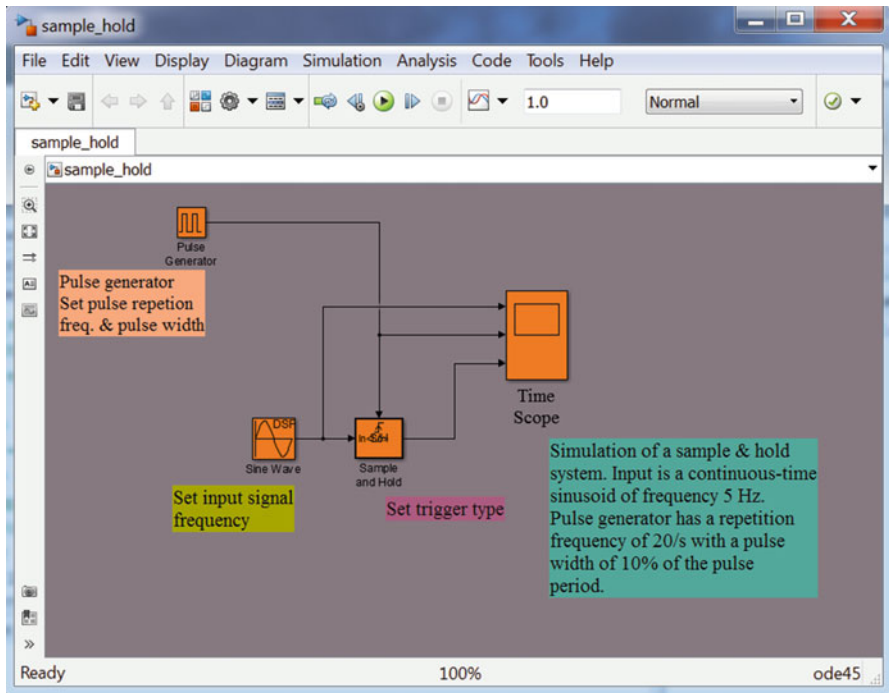 sample_hold
File Edit View Display Diagram Simulation Analysis Code Tools Help
1.0
Normal
sample_hold
sample_hold
Pulse
Generator
Pulse generator
Set pulse repetion
freq. & pulse width
Time
Scope
DSP
Sine Wave
Sample
and Hold
Set input signal
frequency
Set trigger type
Simulation of a sample & hold
system. Input is a continuous-time
sinusoid of frequency 5 Hz.
Pulse generator has a repetition
frequency of 20/s with a pulse
width of 10% of the pulse
period.
Ready
100%
ode45